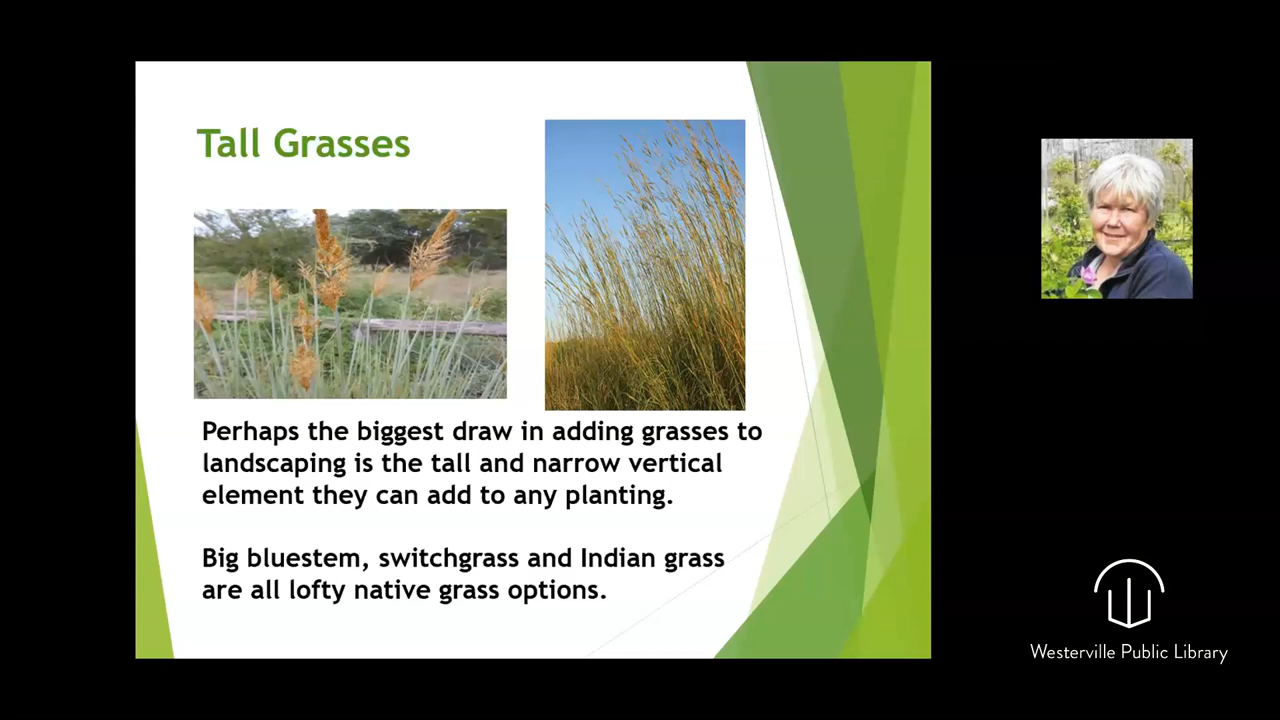 Tall Grasses
Perhaps the biggest draw in adding grasses to
landscaping is the tall and narrow vertical
element they can add to any planting.
Big bluestem, switchgrass and Indian grass
are all lofty native grass options.
Westerville Public Library